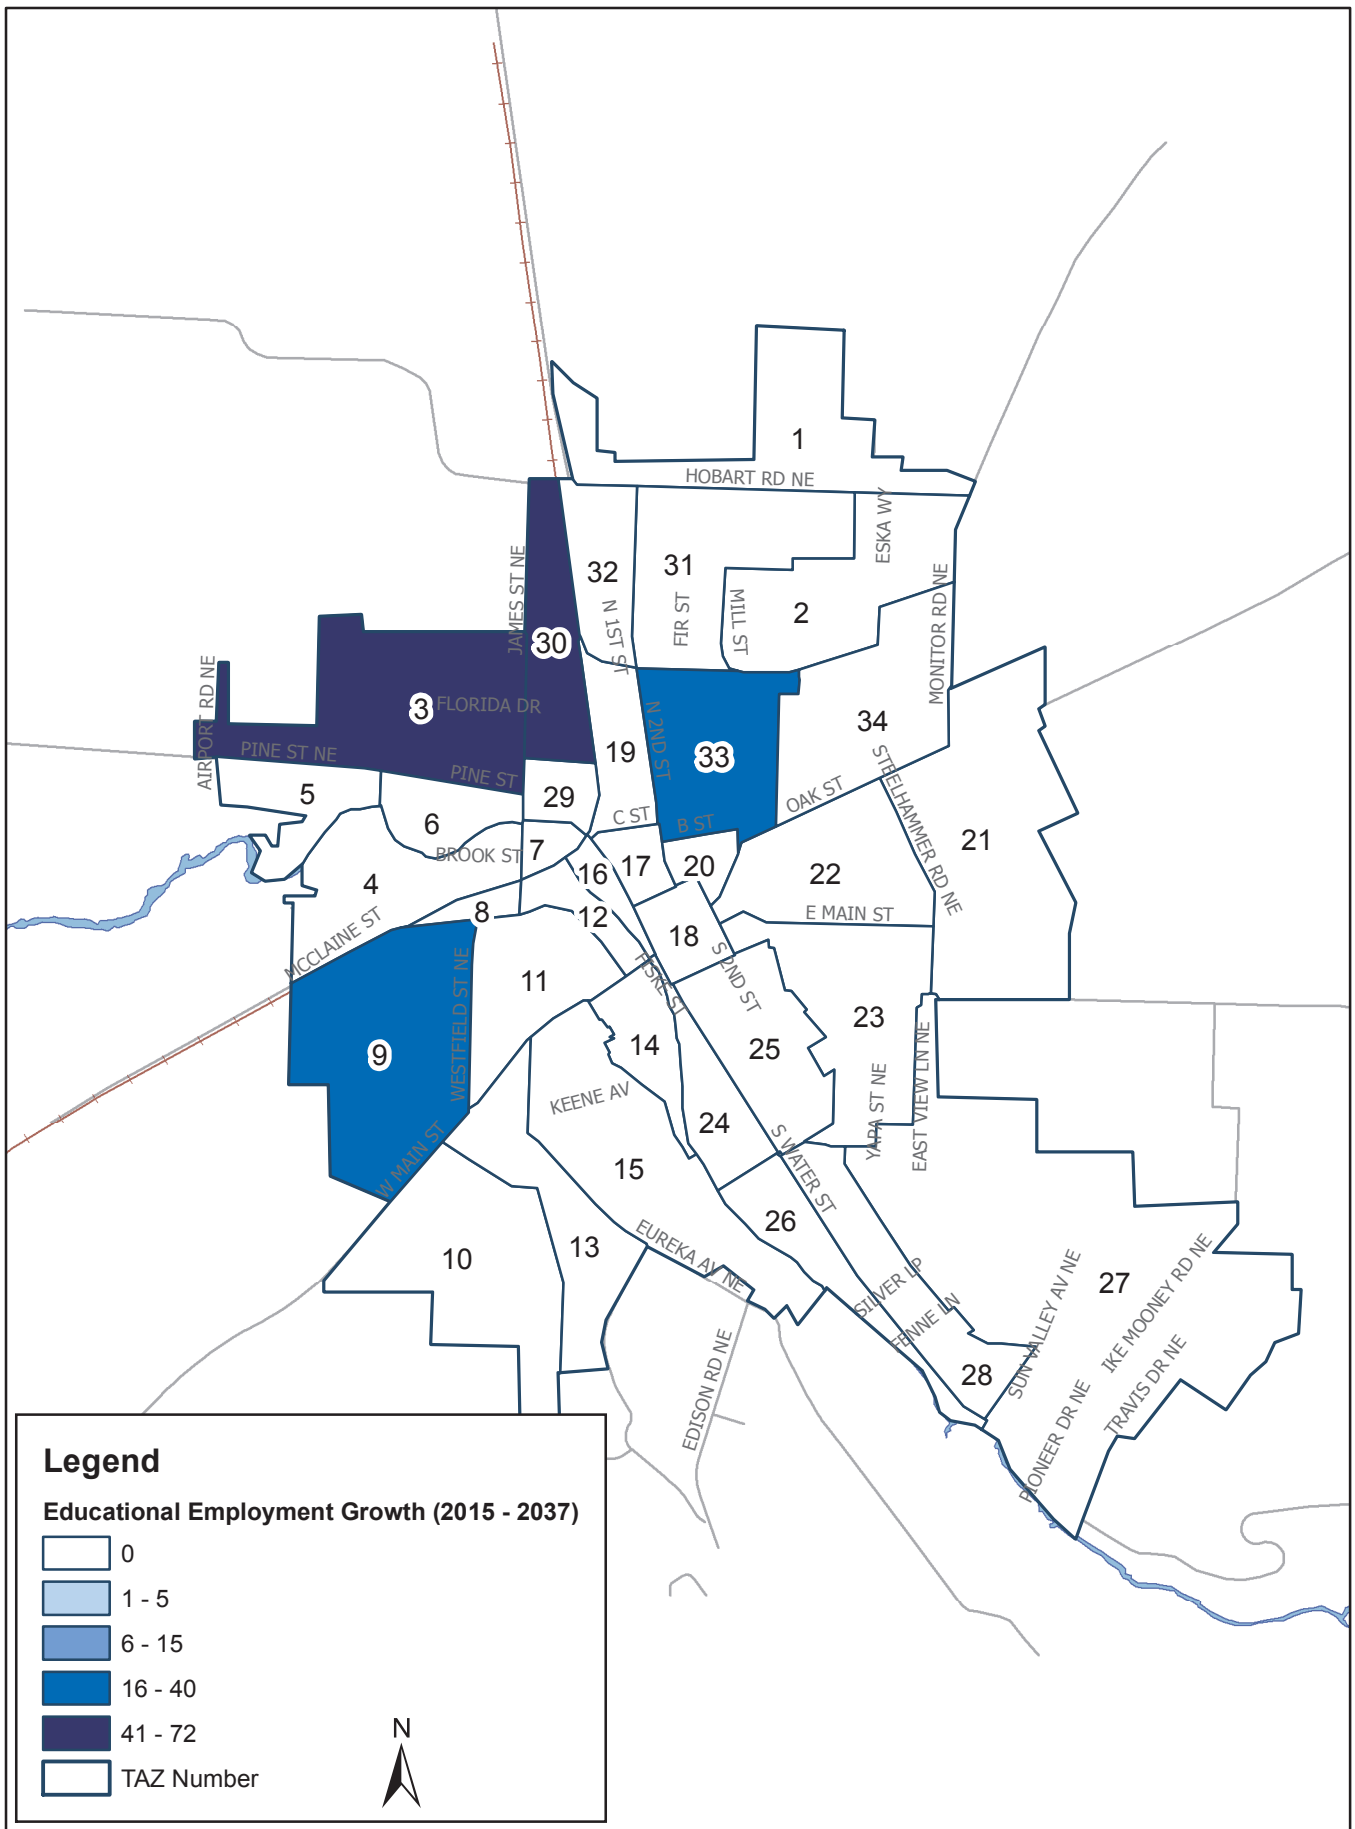 1
HOBART RD NE
ESKA WY
32
31
JAMES ST NE
N 1ST ST
FIR ST
MILL ST
2
MONITOR RD NE
30
AIRPORT RD NE
3
FLORIDA DR
N 2ND ST
34
PINE ST NE
19
33
STEELHAMMER RD NE
PINE ST
5
29
OAK ST
6
C ST
B ST
21
BROOK ST
7
16
17
20
22
4
8
12
E MAIN ST
MCCLAINE ST
18
S 2ND ST
WESTFIELD ST NE
11
FISKE ST
9
14
25
23
EAST VIEW LN NE
KEENE AV
YAPA ST NE
24
W MAIN ST
15
S WATER ST
26
10
13
EUREKA AV NE
SILVER LP
27
IKE MOONEY RD NE
SUN VALLEY AV NE
FENNE LN
28
EDISON RD NE
TRAVIS DR NE
PIONEER DR NE
Legend
Educational Employment Growth (2015 - 2037)
0
1 - 5
6 - 15
16 - 40
41 - 72
TAZ Number
N